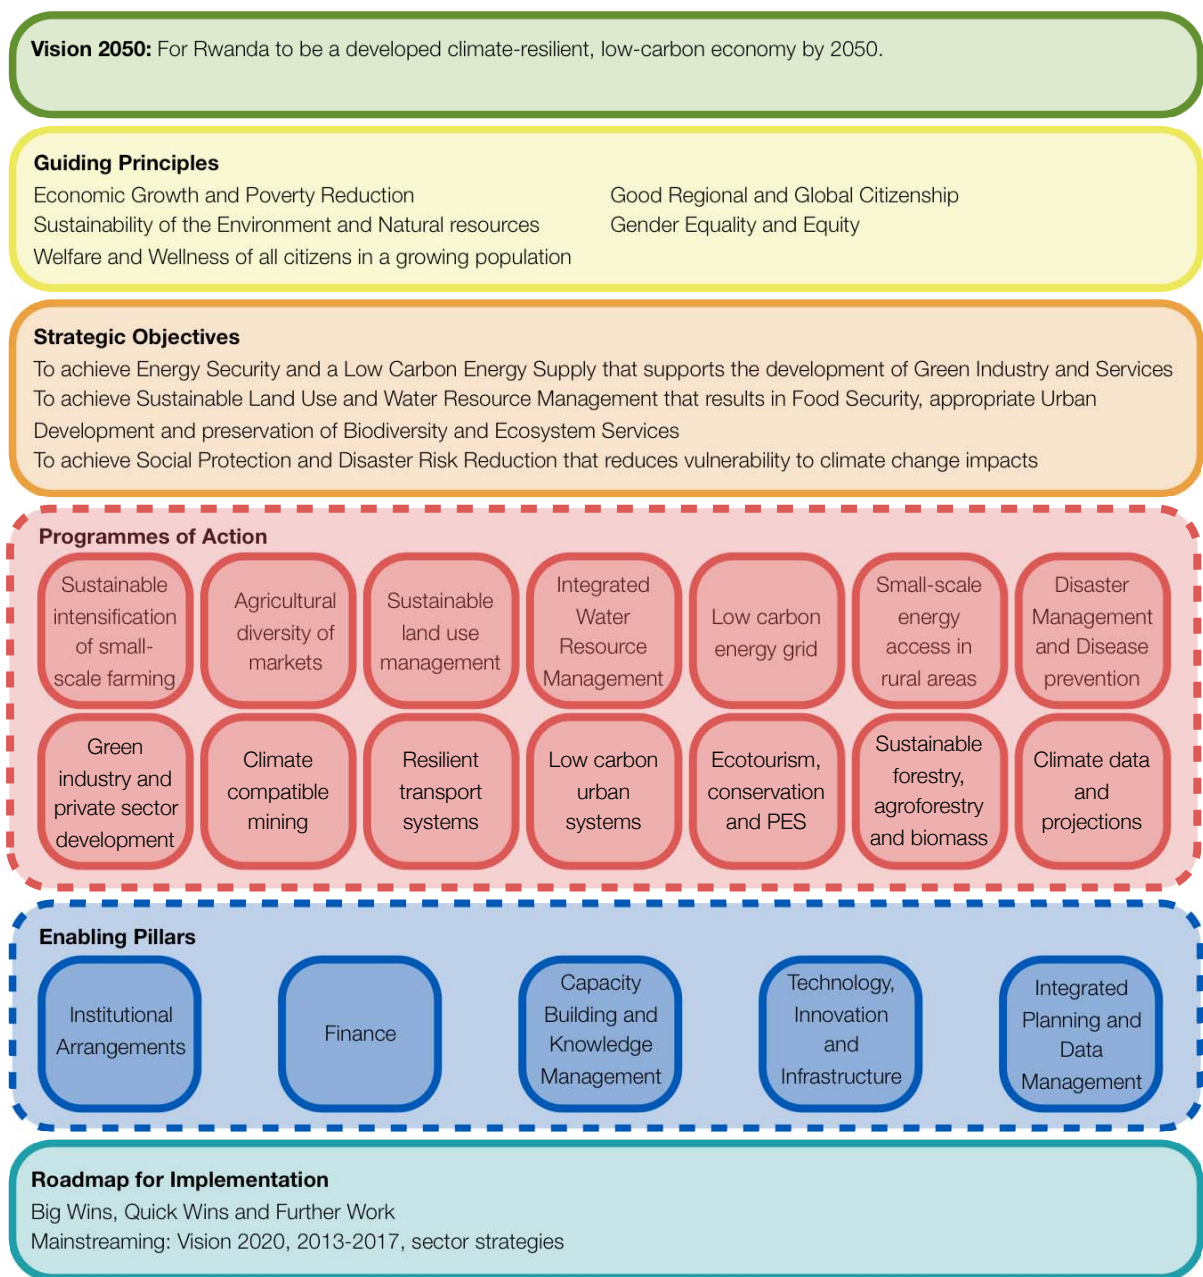 Vision 2050: For Rwanda to be a developed climate-resilient, low-carbon economy by 2050.
Guiding Principles
Economic Growth and Poverty Reduction
Sustainability of the Environment and Natural resources
Welfare and Wellness of all citizens in a growing population
Good Regional and Global Citizenship
Gender Equality and Equity
Strategic Objectives
To achieve Energy Security and a Low Carbon Energy Supply that supports the development of Green Industry and Services
To achieve Sustainable Land Use and Water Resource Management that results in Food Security, appropriate Urban
Development and preservation of Biodiversity and Ecosystem Services
To achieve Social Protection and Disaster Risk Reduction that reduces vulnerability to climate change impacts
Programmes of Action
Sustainable
intensification
of small-
scale farming
Agricultural
diversity of
markets
Sustainable
land use
management
Integrated
Water
Resource
Management
Low carbon
energy grid
Small-scale
energy
access in
rural areas
Disaster
Management
and Disease
prevention
Green
industry and
private sector
development
Climate
compatible
mining
Resilient
transport
systems
Low carbon
urban
systems
Ecotourism,
conservation
and PES
Sustainable
forestry,
agroforestry
and biomass
Climate data
and
projections
Enabling Pillars
Institutional
Arrangements
Finance
Capacity
Building and
Knowledge
Management
Technology,
Innovation
and
Infrastructure
Integrated
Planning and
Data
Management
Roadmap for Implementation
Big Wins, Quick Wins and Further Work
Mainstreaming: Vision 2020, 2013-2017, sector strategies